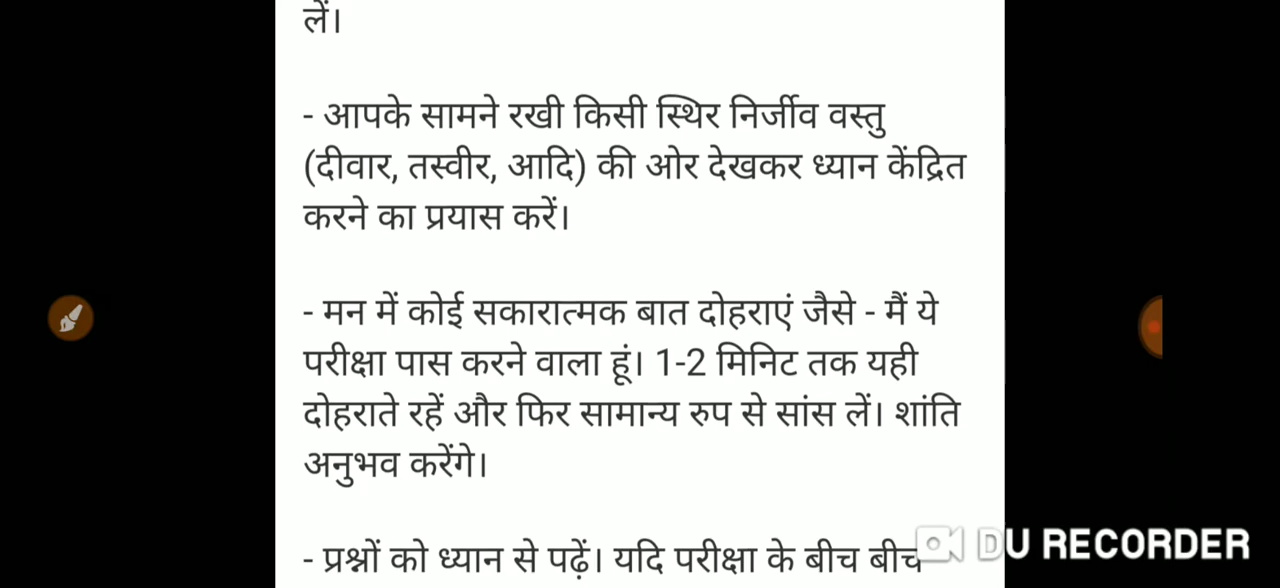 लें।
- आपके सामने रखी किसी स्थिर निर्जीव वस्तु
(दीवार, तस्वीर, आदि) की ओर देखकर ध्यान केंद्रित
करने का प्रयास करें।
- मन में कोई सकारात्मक बात दोहराएं जैसे - मैं ये
परीक्षा पास करने वाला हूं। 1-2 मिनिट तक यही
दोहराते रहें और फिर सामान्य रुप से सांस लें। शांति
अनुभव करेंगे।
- प्रश्नों को ध्यान से पढ़ें। यदि परीक्षा के बीच बीच
DU RECORDER